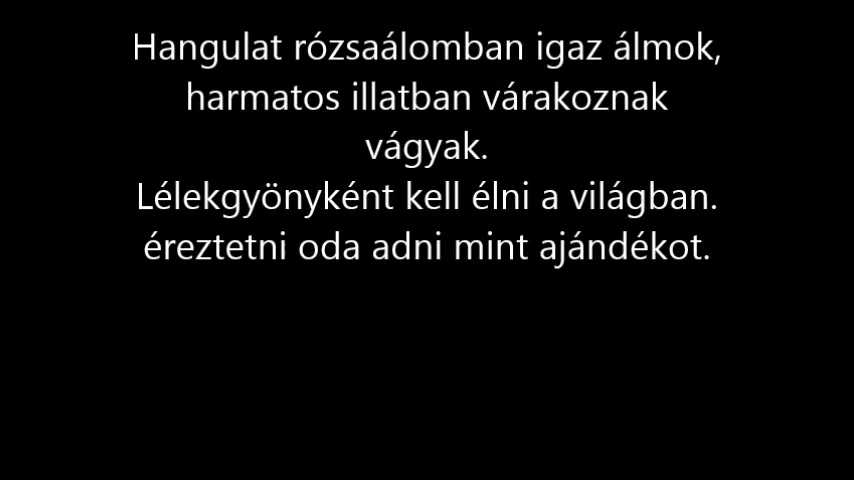 Hangulat rózsaálomban igaz álmok,
harmatos illatban várakoznak
vágyak.
Lélekgyönyként kell élni a világban.
éreztetni oda adni mint ajándékot.